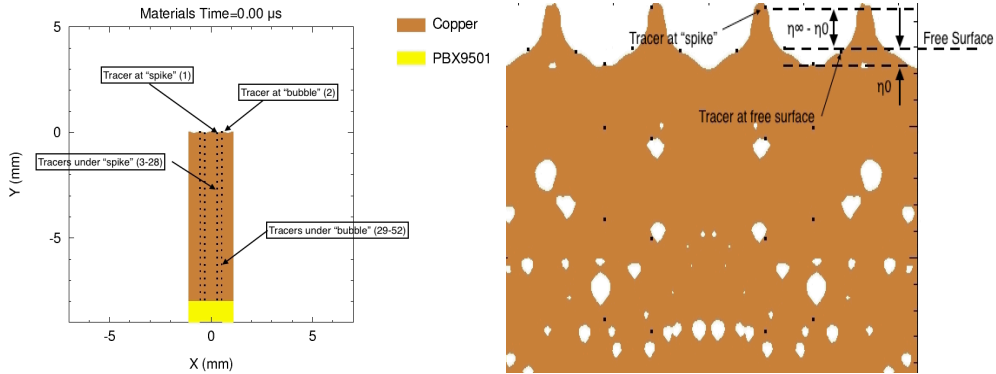 Materials Time=0.00 μs
5
0
-5
-5
0
5
Y (mm)
X (mm)
Tracer at “spike” (1)
Tracer at “bubble” (2)
Tracers under “spike” (3-28)
Tracers under “bubble” (29-52)
Copper
PBX9501
Tracer at “spike”
η∞ - η0
Free Surface
η0
Tracer at free surface